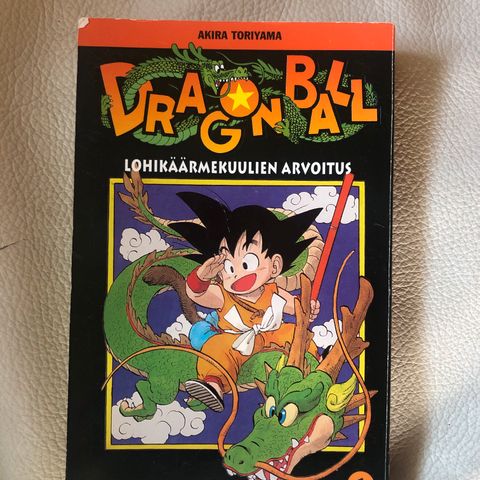 AKIRA TORIYAMA
DRAGON BALL
LOHIKÄÄRMEKUULIEN ARVOITUS